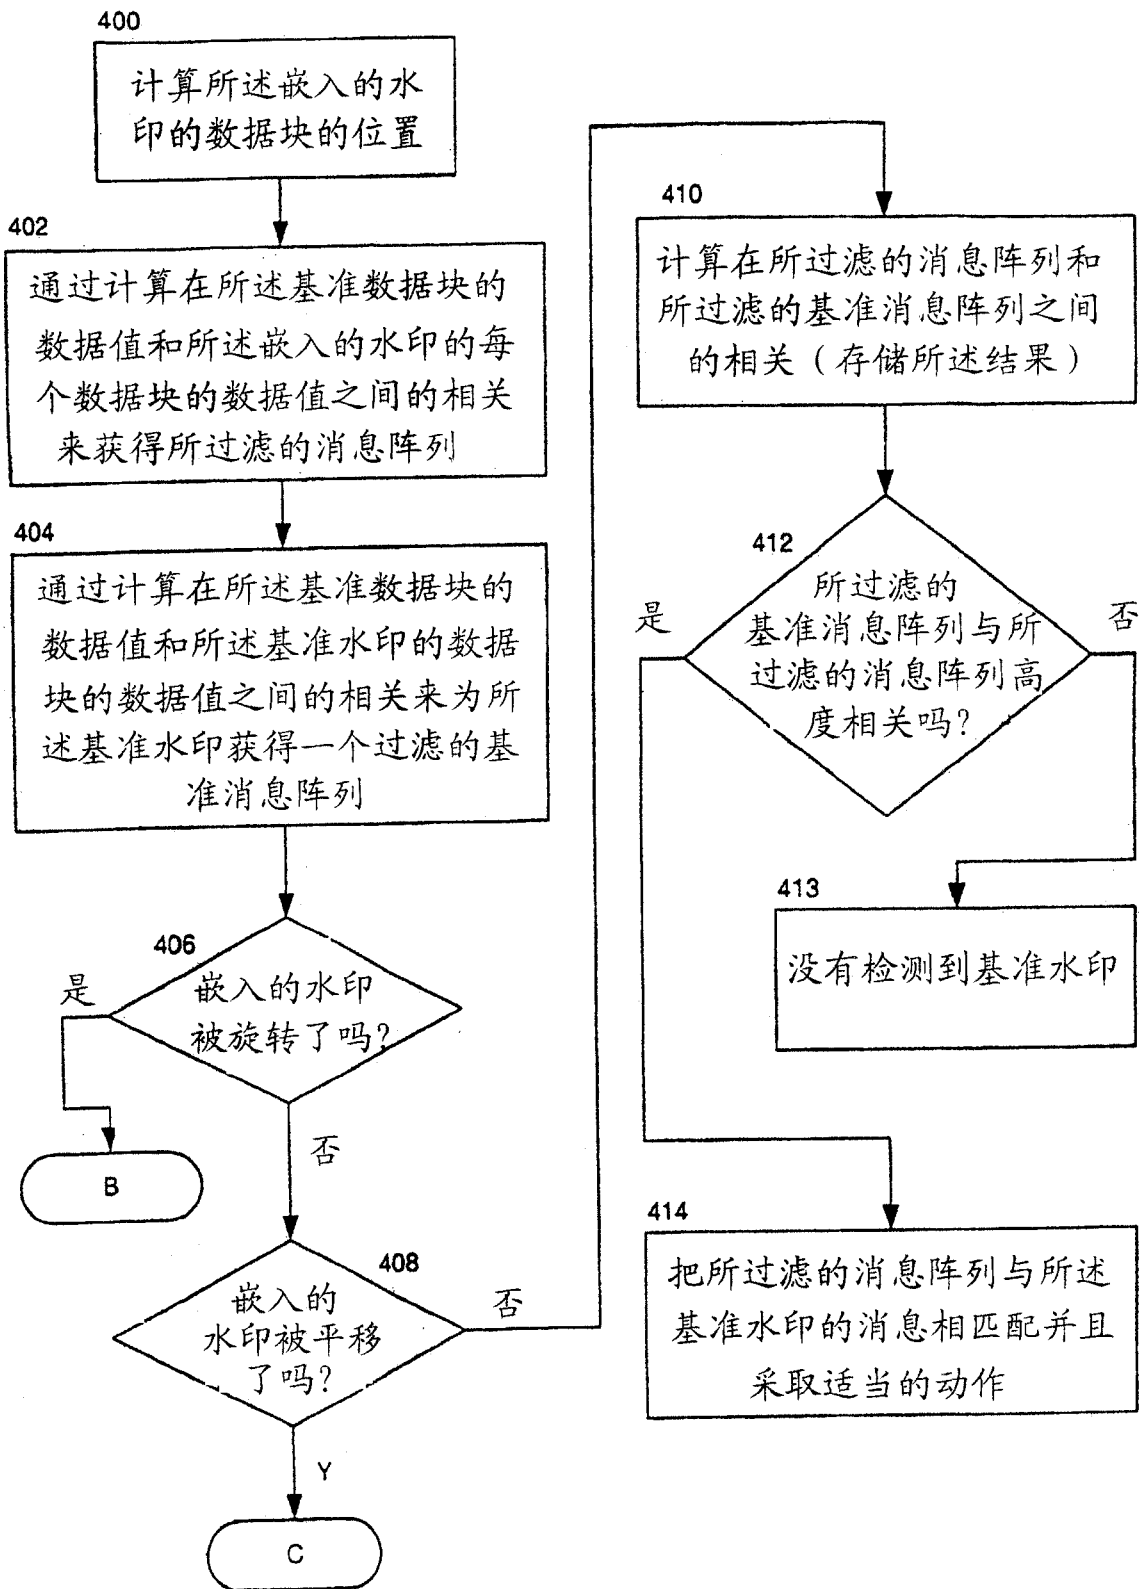 400
计算所述嵌入的水
印的数据块的位置
402
通过计算在所述基准数据块的
数据值和所述嵌入的水印的每
个数据块的数据值之间的相关
来获得所过滤的消息阵列
404
通过计算在所述基准数据块的
数据值和所述基准水印的数据
块的数据值之间的相关来为所
述基准水印获得一个过滤的基
准消息阵列
406
是
嵌入的水印
被旋转了吗？
B
否
408
嵌入的
水印被平移
了吗？
否
Y
C
410
计算在所过滤的消息阵列和
所过滤的基准消息阵列之间
的相关（存储所述结果）
412
是
否
所过滤的
基准消息阵列与所
过滤的消息阵列高
度相关吗？
413
没有检测到基准水印
414
把所过滤的消息阵列与所述
基准水印的消息相匹配并且
采取适当的动作